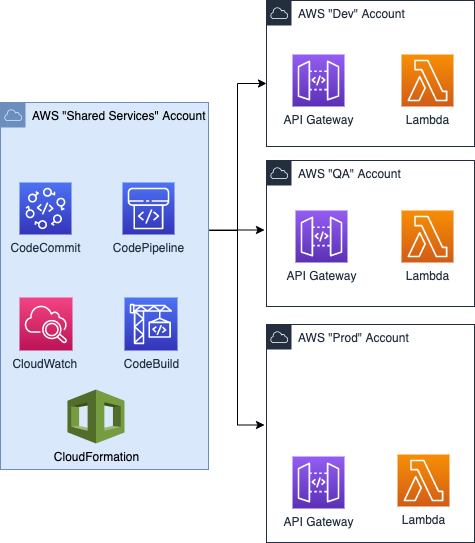 AWS "Shared Services" Account
CodeCommit
CodePipeline
CloudWatch
CodeBuild
CloudFormation
AWS "Dev" Account
API Gateway
Lambda
AWS "QA" Account
API Gateway
Lambda
AWS "Prod" Account
API Gateway
Lambda